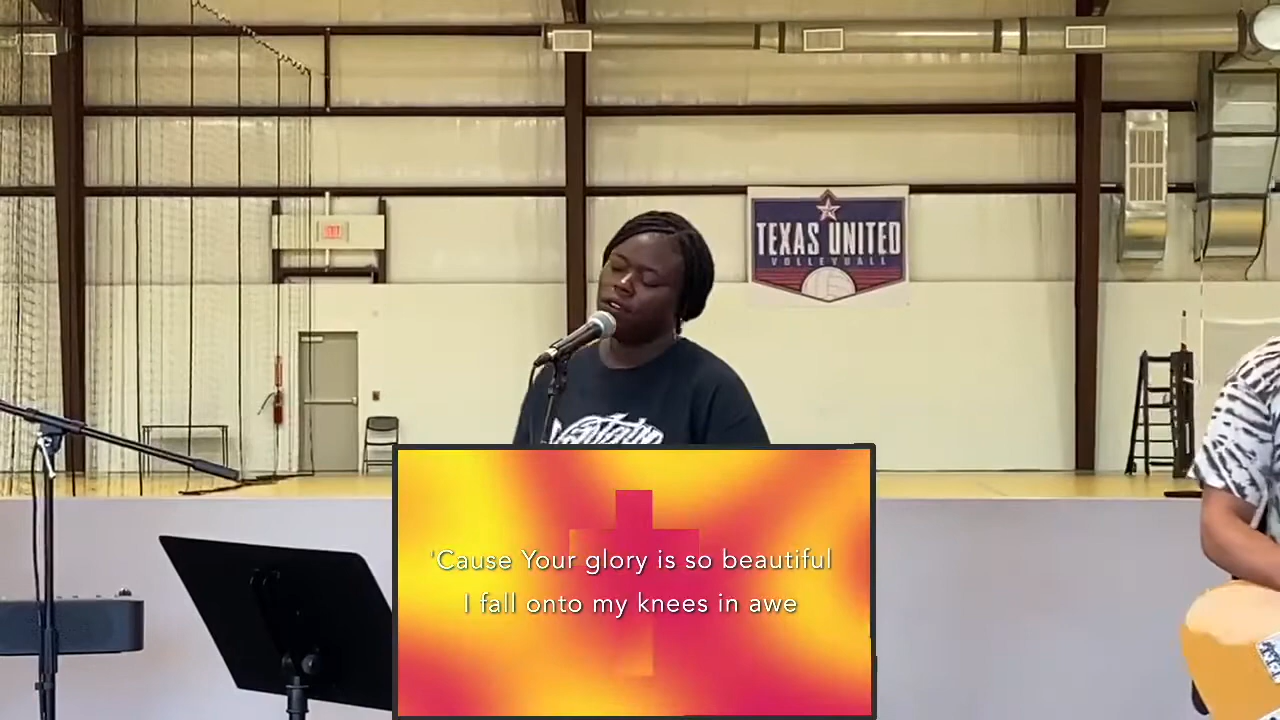 TEXAS UNITED
VOLLEYBALL
'Cause Your glory is so beautiful
I fall onto my knees in awe